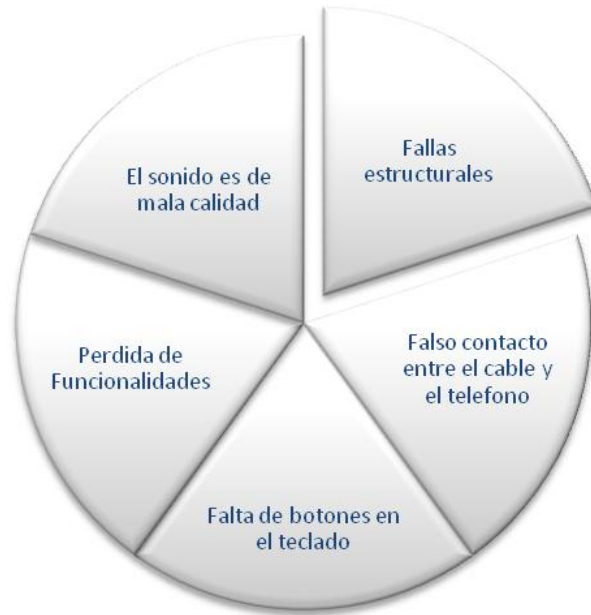 Fallas
estructurales
Falso contacto
entre el cable y
el telefono
Falta de botones en
el teclado
Perdida de
Funcionalidades
El sonido es de
mala calidad